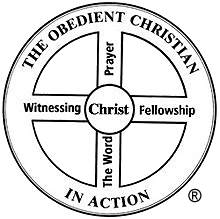 THE OBEDIENT CHRISTIAN
Prayer
Witnessing
Christ
Fellowship
The Word
IN ACTION
®